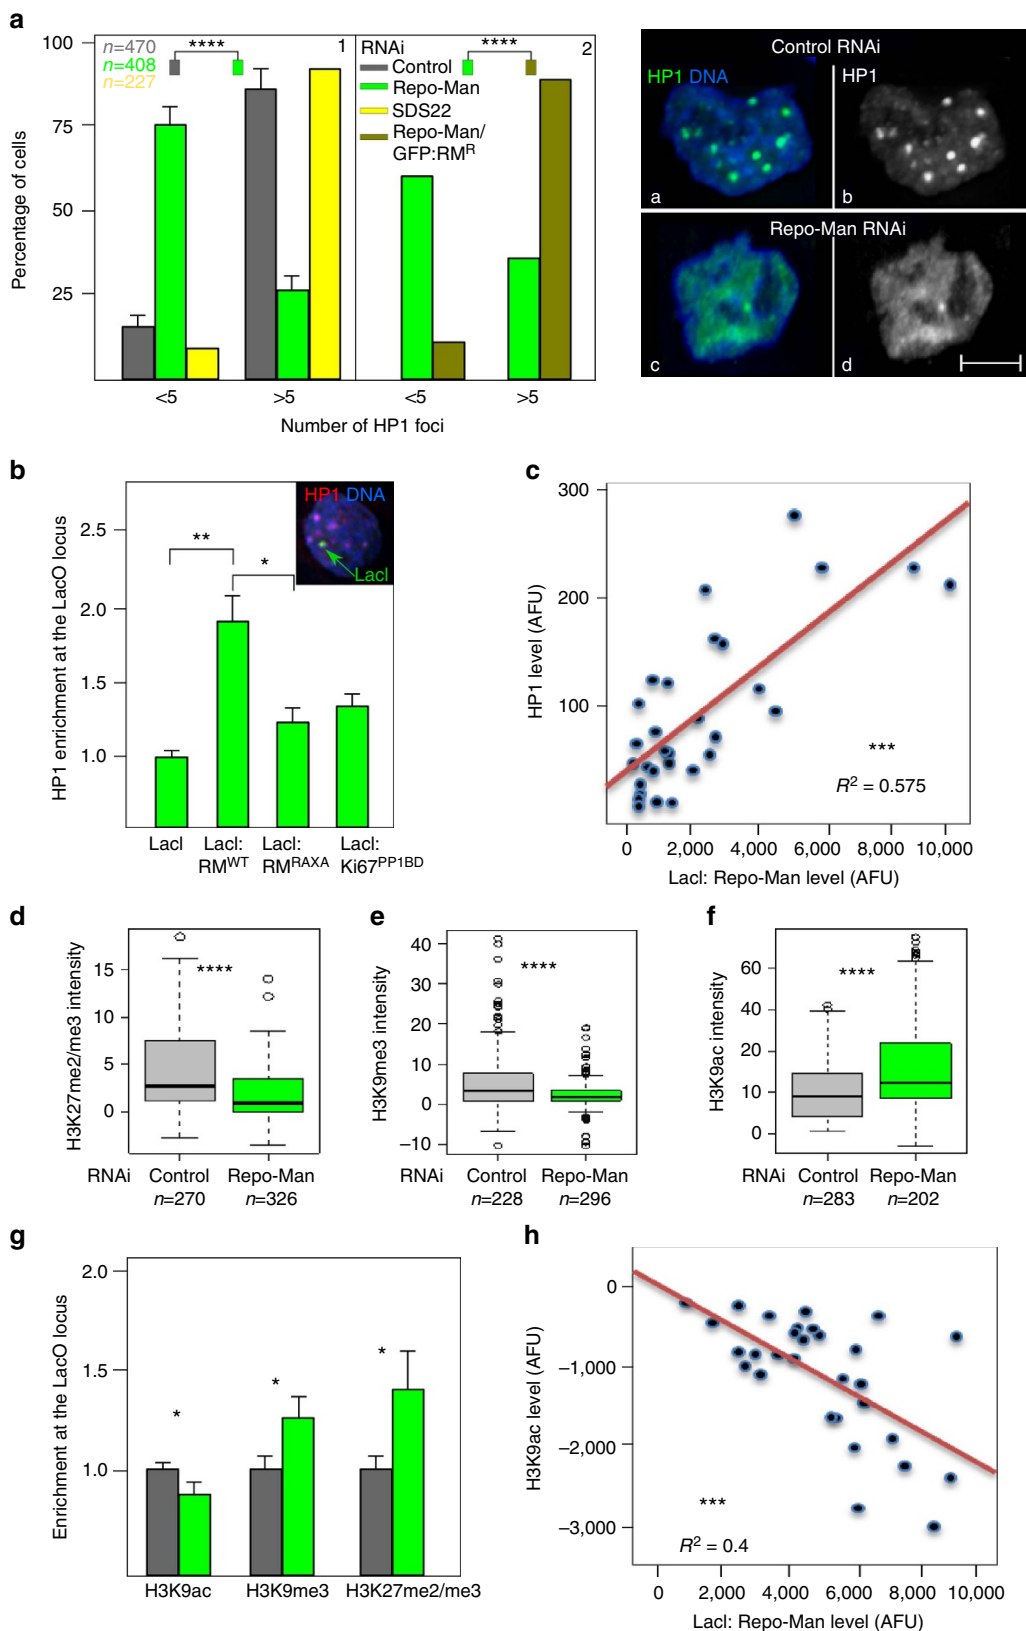 a
100
75
50
25
Percentage of cells
n=470
n=408
n=227
****
1
RNAi
Control
Repo-Man
SDS22
Repo-Man/
GFP:RM^R
****
2
<5
>5
<5
>5
Number of HP1 foci
Control RNAi
HP1 DNA
HP1
a
b
Repo-Man RNAi
c
d
b
HP1 enrichment at the LacO locus
2.5
2.0
1.5
1.0
**
*
HP1 DNA
LacI
LacI
LacI:
RM^WT
LacI:
RM^RAXA
LacI:
Ki67^PP1BD
c
HP1 level (AFU)
300
200
100
***
R² = 0.575
0
2,000
4,000
6,000
8,000
10,000
LacI: Repo-Man level (AFU)
d
H3K27me2/me3 intensity
15
10
5
0
****
RNAi
Control
n=270
Repo-Man
n=326
e
H3K9me3 intensity
40
30
20
10
0
−10
****
RNAi
Control
n=228
Repo-Man
n=296
f
H3K9ac intensity
60
40
20
10
0
****
RNAi
Control
n=283
Repo-Man
n=202
g
Enrichment at the LacO locus
2.0
1.5
1.0
*
*
*
H3K9ac
H3K9me3
H3K27me2/me3
h
H3K9ac level (AFU)
0
−1,000
−2,000
−3,000
***
R² = 0.4
0
2,000
4,000
6,000
8,000
10,000
LacI: Repo-Man level (AFU)